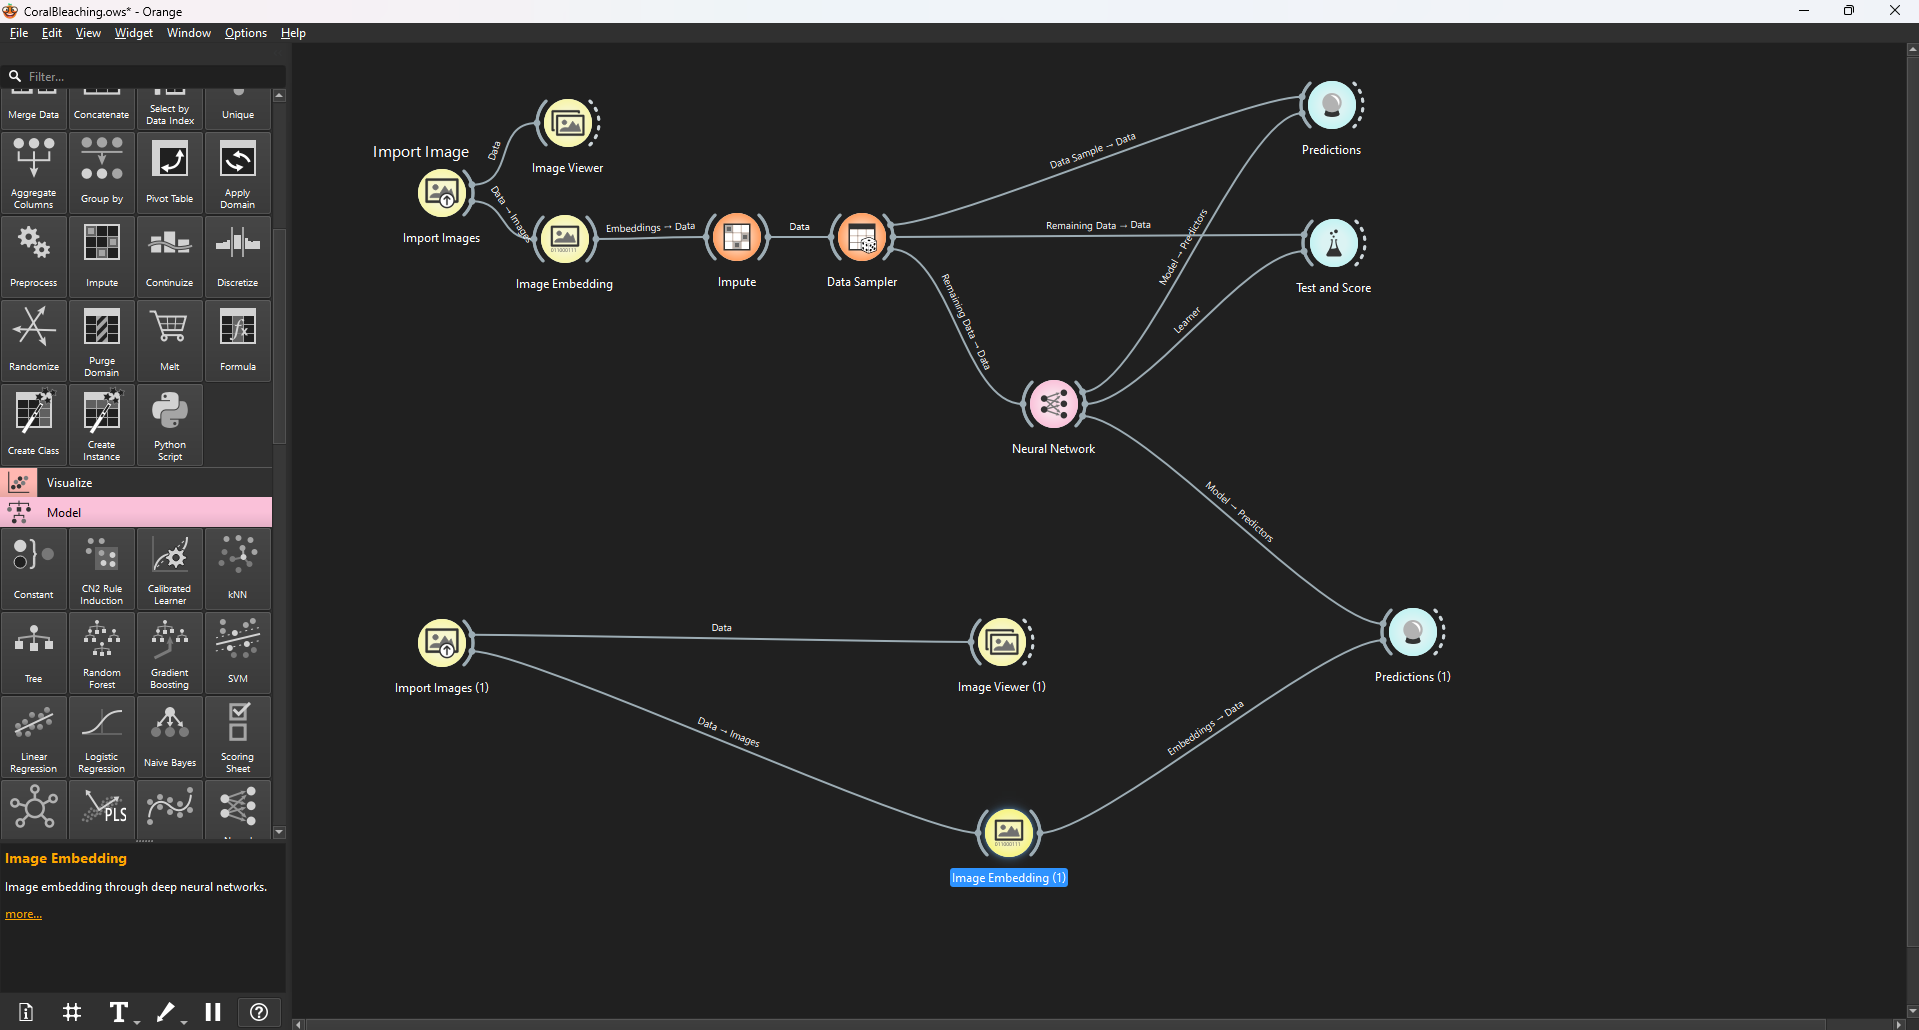 CoralBleaching.ows* - Orange
File Edit View Widget Window Options Help
Filter...
Merge Data
Concatenate
Select by
Data Index
Unique
Aggregate
Columns
Group by
Pivot Table
Apply
Domain
Preprocess
Impute
Continuize
Discretize
Randomize
Purge
Domain
Melt
Formula
Create Class
Create
Instance
Python
Script
Visualize
Model
Constant
CN2 Rule
Induction
Calibrated
Learner
kNN
Tree
Random
Forest
Gradient
Boosting
SVM
Linear
Regression
Logistic
Regression
Naive Bayes
Scoring
Sheet
PLS
Image Embedding
Image embedding through deep neural networks.
more...
Import Image
Import Images
Data
Image Viewer
Data → Images
Image Embedding
Embeddings → Data
Impute
Data
Data Sampler
Data Sample → Data
Predictions
Remaining Data → Data
Test and Score
Remaining Data → Data
Neural Network
Model → Predictors
Learner
Model → Predictors
Import Images (1)
Data
Image Viewer (1)
Data → Images
Image Embedding (1)
Embeddings → Data
Predictions (1)